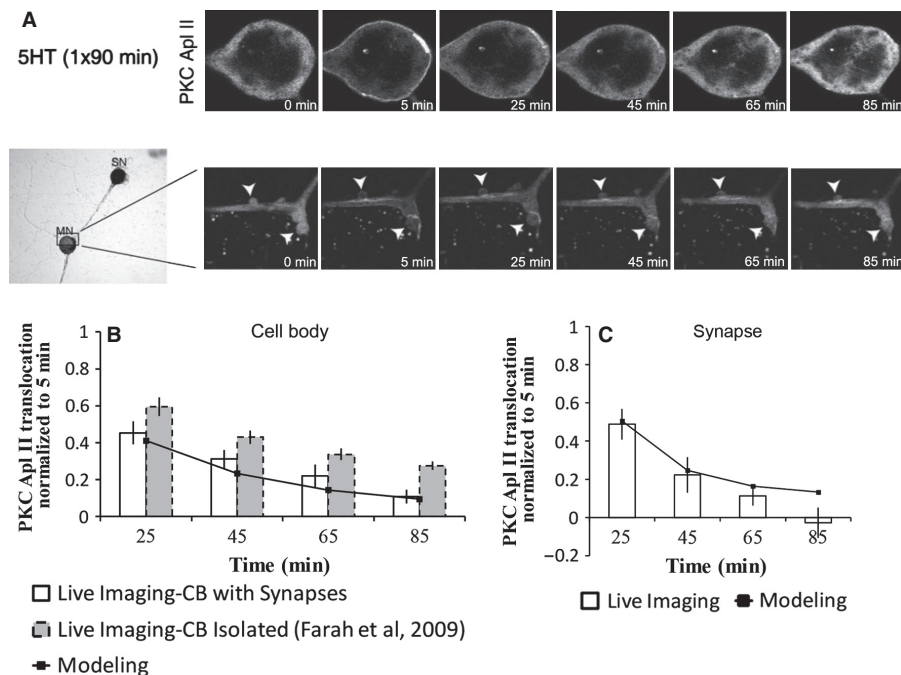 A
5HT (1x90 min)
PKC Apl II
0 min
5 min
25 min
45 min
65 min
85 min
SN
MN
0 min
5 min
25 min
45 min
65 min
85 min
B
Cell body
PKC Apl II translocation
normalized to 5 min
1
0.8
0.6
0.4
0.2
0
25
45
65
85
Time (min)
Live Imaging-CB with Synapses
Live Imaging-CB Isolated (Farah et al, 2009)
Modeling
C
Synapse
PKC Apl II translocation
normalized to 5 min
1
0.8
0.6
0.4
0.2
0
−0.2
25
45
65
85
Time (min)
Live Imaging
Modeling